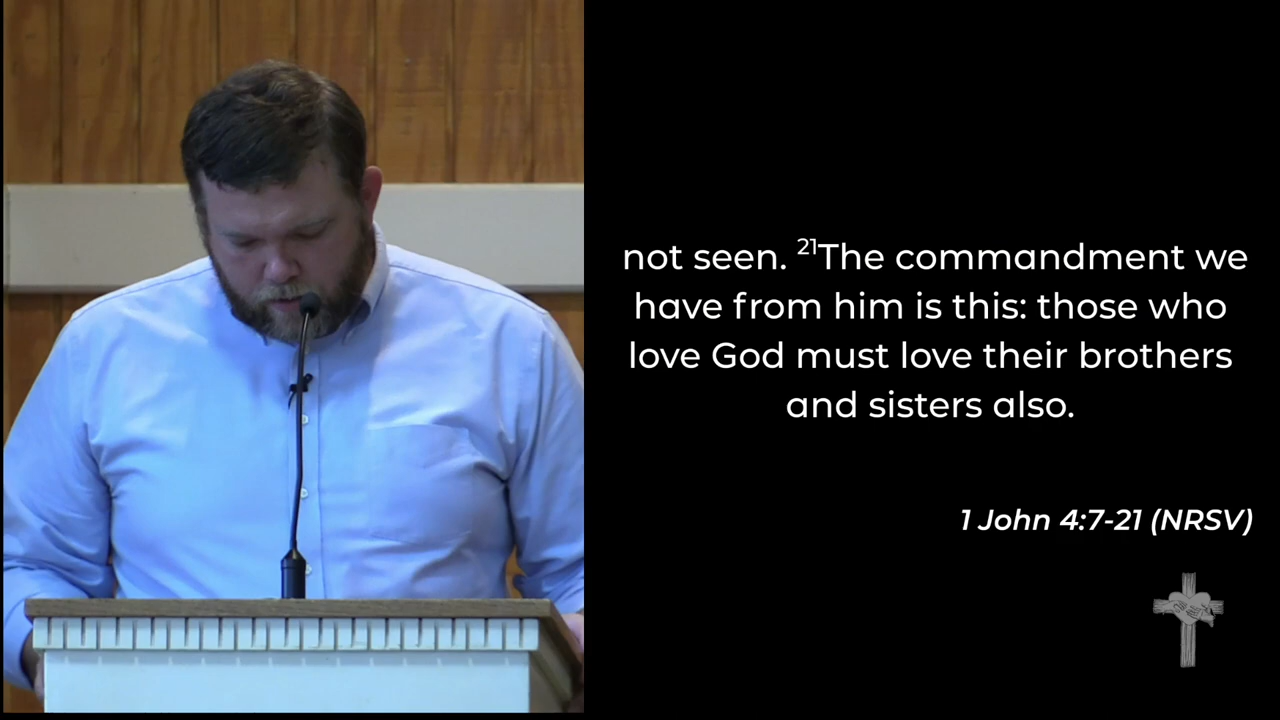 not seen. ²¹The commandment we
have from him is this: those who
love God must love their brothers
and sisters also.
1 John 4:7-21 (NRSV)